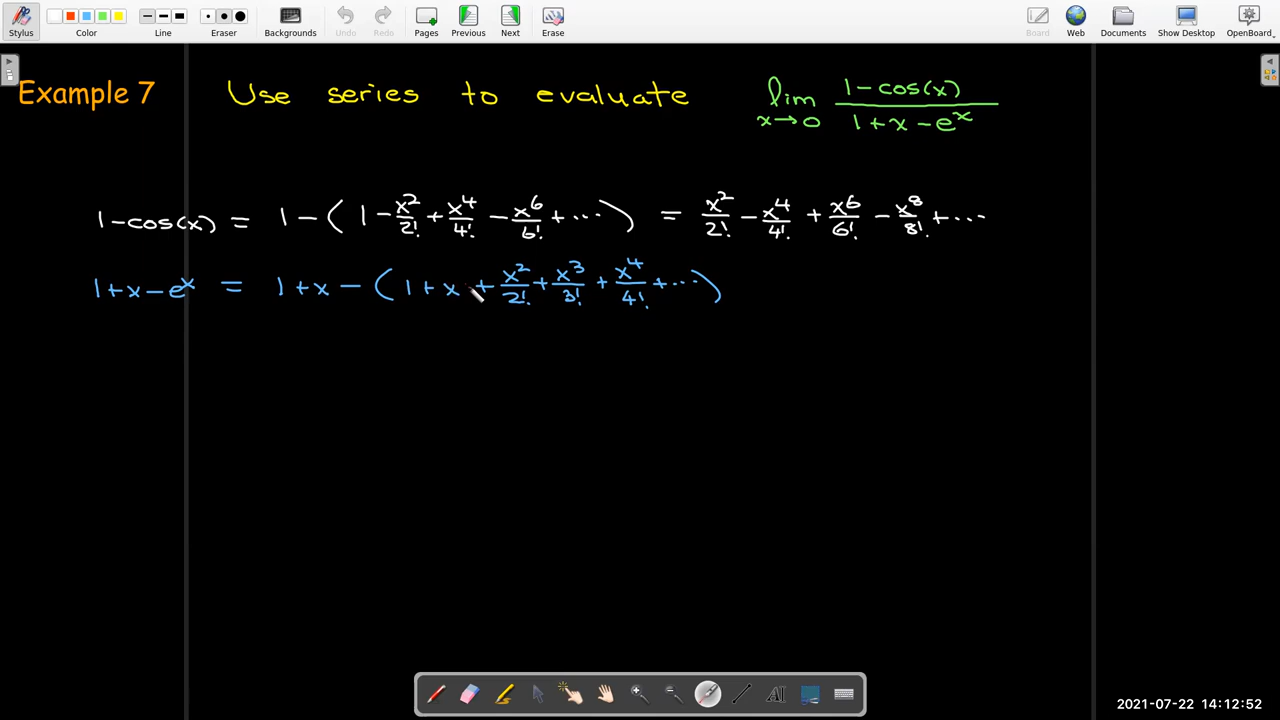 Stylus Color Line Eraser Backgrounds Undo Redo Pages Previous Next Erase Board Web Documents Show Desktop OpenBoard
Example 7 Use series to evaluate lim x→0 (1-cos(x))/(1+x-e^x)
1-cos(x) = 1-(1-x²/2!+x⁴/4!-x⁶/6!+⋯) = x²/2!-x⁴/4!+x⁶/6!-x⁸/8!+⋯
1+x-e^x = 1+x-(1+x+x²/2!+x³/3!+x⁴/4!+⋯)
AI
2021-07-22 14:12:52